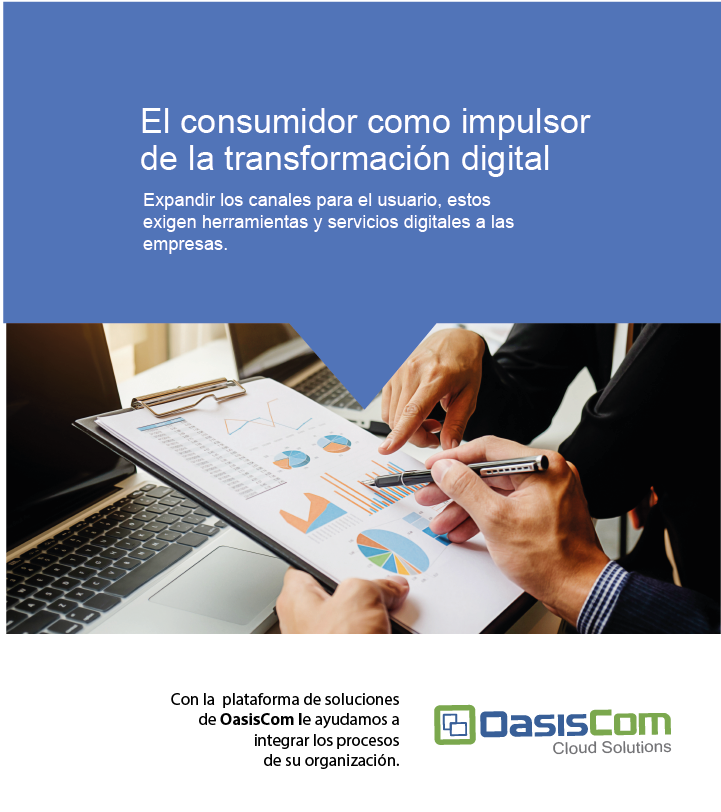 El consumidor como impulsor
de la transformación digital
Expandir los canales para el usuario, estos
exigen herramientas y servicios digitales a las
empresas.
Con la  plataforma de soluciones
de OasisCom le ayudamos a
integrar los procesos
de su organización.
OasisCom
Cloud Solutions